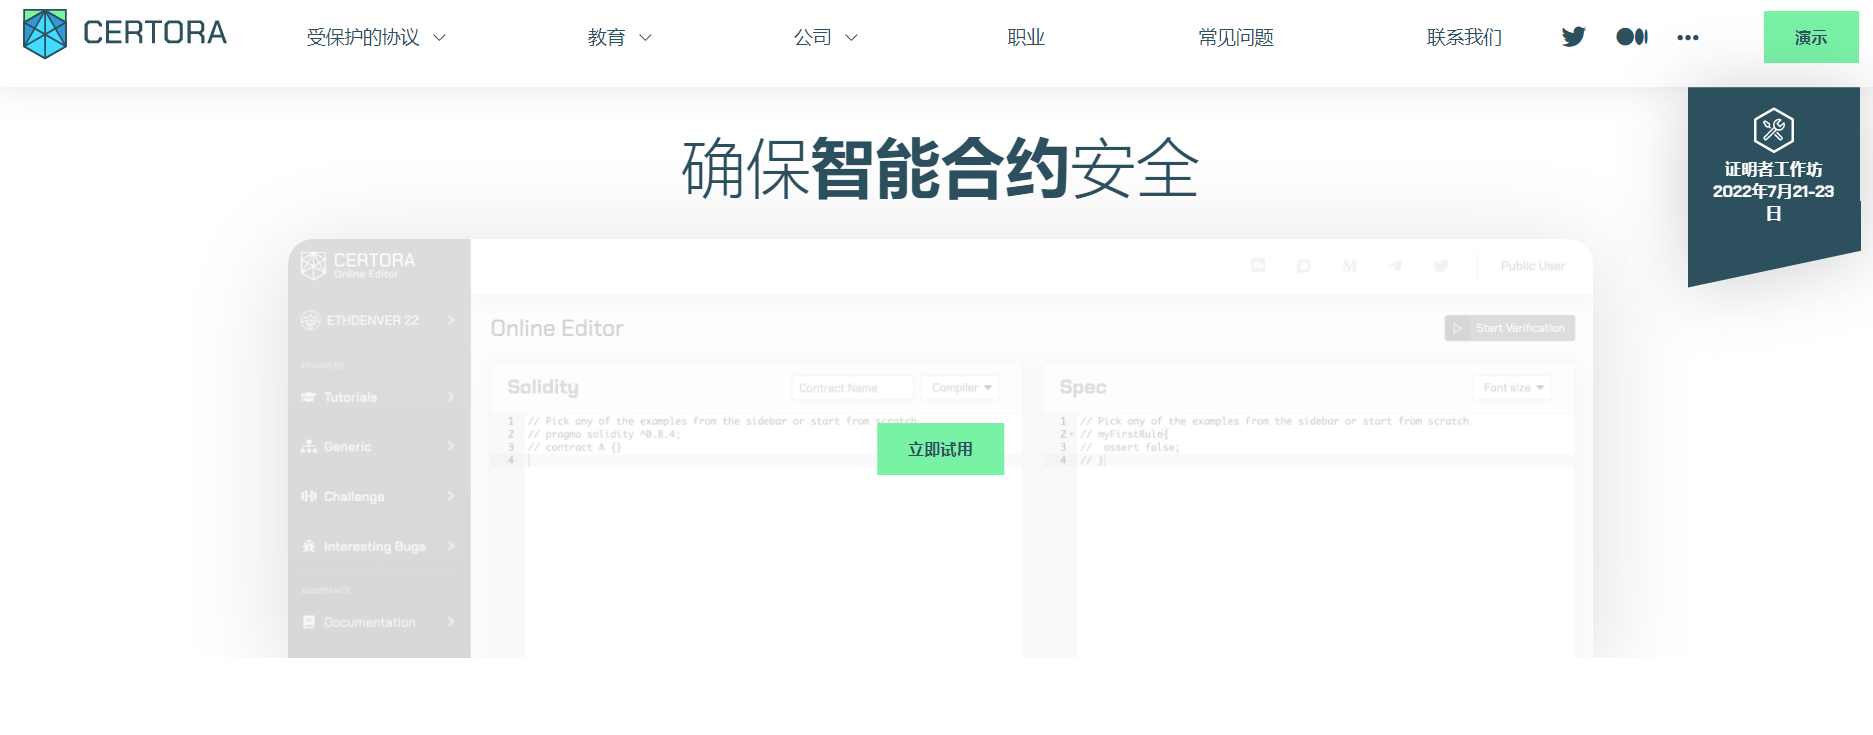 CERTORA
受保护的协议
教育
公司
职业
常见问题
联系我们
演示
证明者工作坊
2022年7月21-23
日
确保智能合约安全
CERTORA
Online Editor
Public User
ETHDENVER 22
Online Editor
Start Verification
EXAMPLES
Tutorials
Generic
Challenge
Interesting Bugs
ASSISTANCE
Documentation
Solidity
Contract Name
Compiler
1 // Pick any of the examples from the sidebar or start from scratch
2 // pragma solidity ^0.8.4;
3 // contract A {}
4
立即试用
Spec
Font size
1 // Pick any of the examples from the sidebar or start from scratch
2 // myFirstRule{
3 // assert false;
4 // }